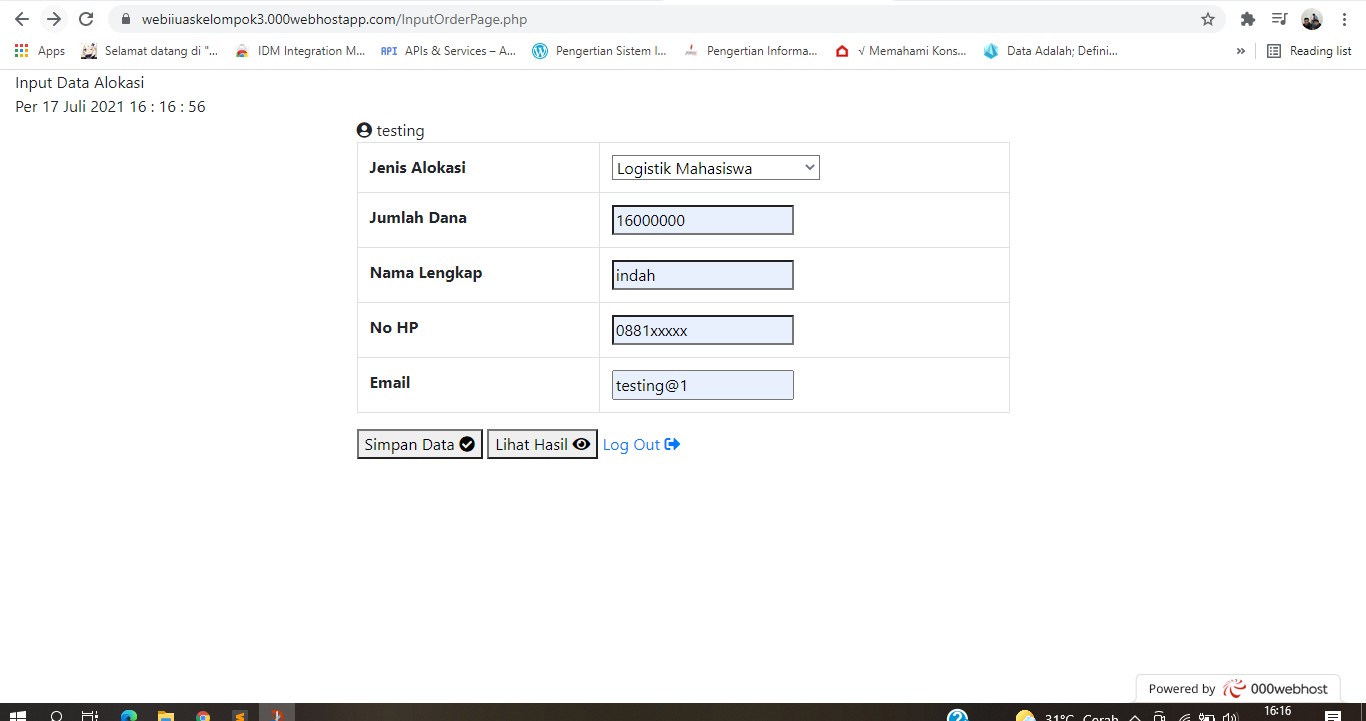 webiiuaskelompok3.000webhostapp.com/InputOrderPage.php
Apps Selamat datang di "... IDM Integration M... API APIs & Services – A... Pengertian Sistem I... Pengertian Informa... √ Memahami Kons... Data Adalah; Defini... » Reading list
Input Data Alokasi
Per 17 Juli 2021 16 : 16 : 56
testing
Jenis Alokasi Logistik Mahasiswa
Jumlah Dana 16000000
Nama Lengkap indah
No HP 0881xxxxx
Email testing@1
Simpan Data Lihat Hasil Log Out
Powered by 000webhost
31°C Cerah 16:16